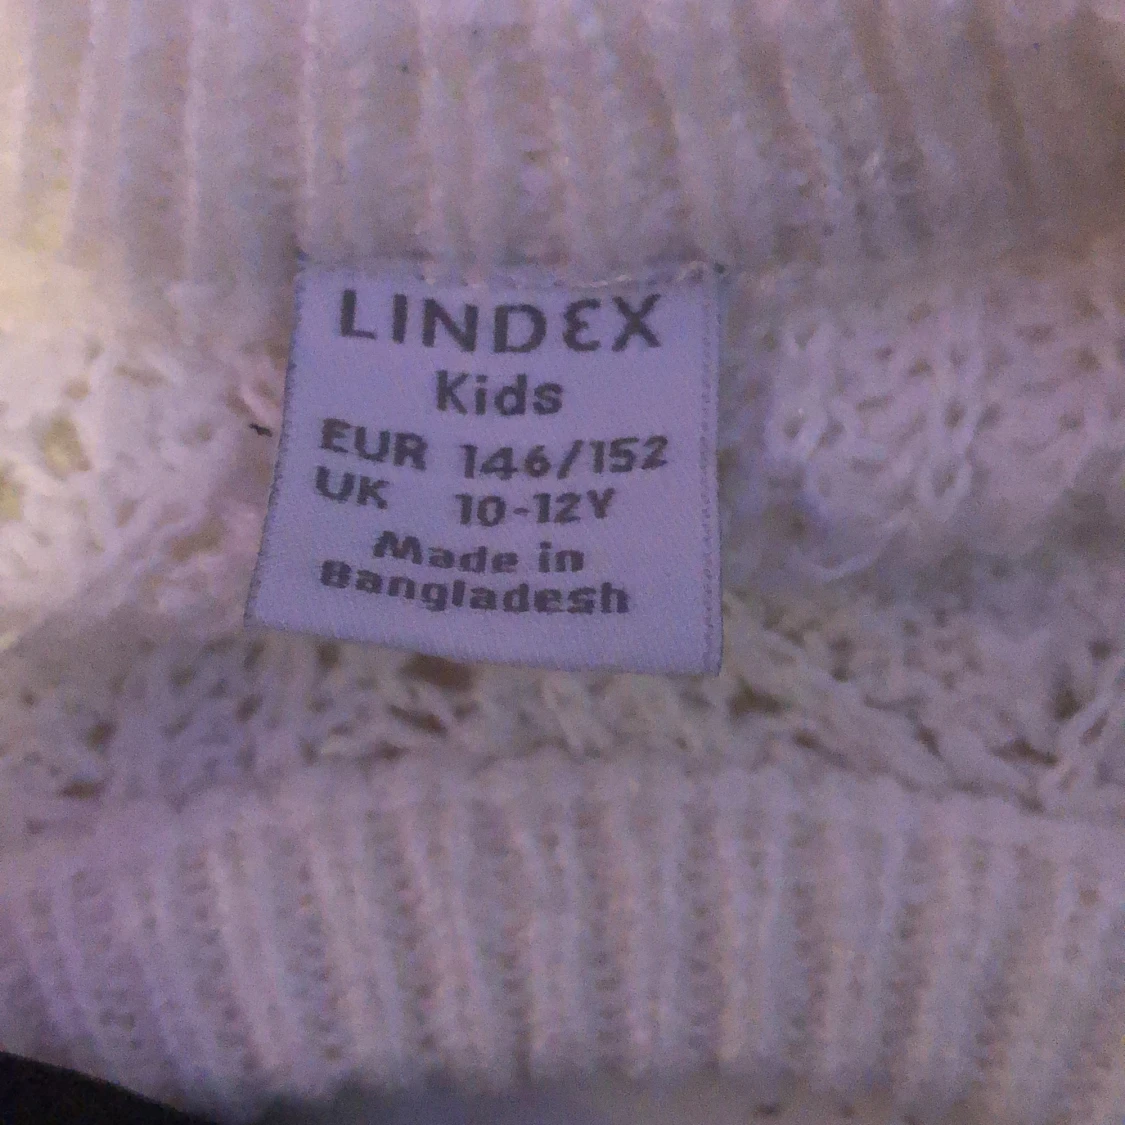 LINDEX
Kids
EUR 146/152
UK 10-12Y
Made in
Bangladesh